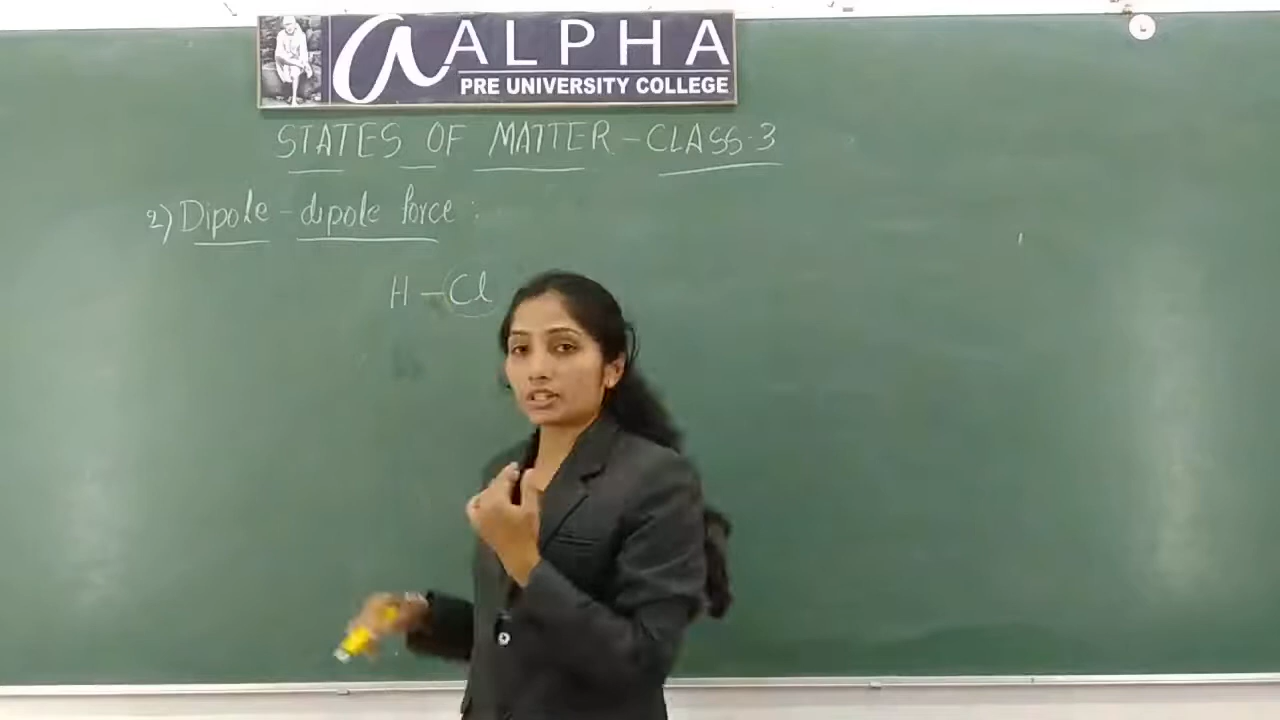 a ALPHA
PRE UNIVERSITY COLLEGE
STATES OF MATTER - CLASS-3
2) Dipole - dipole force :
H - Cl